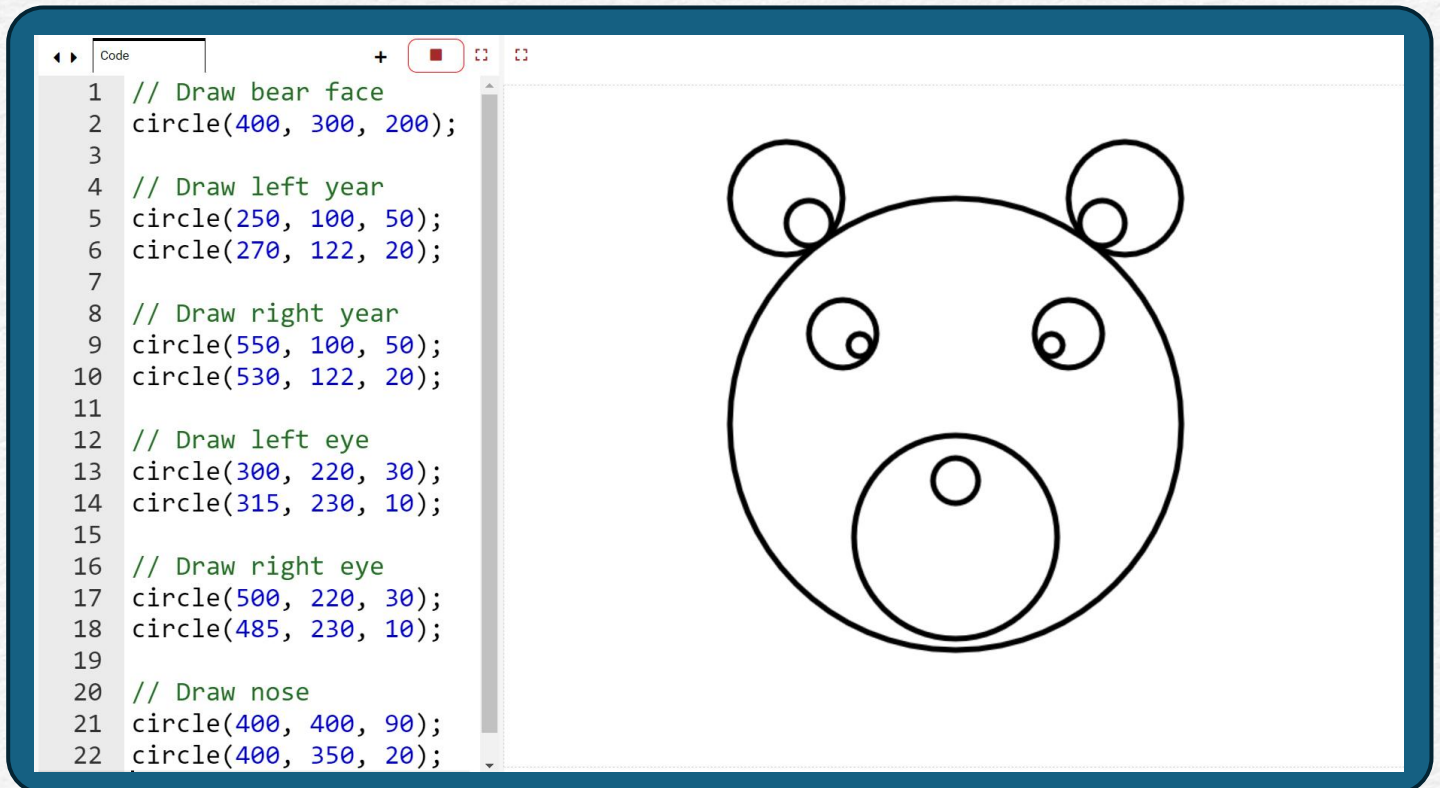 Code
+
1 // Draw bear face
2 circle(400, 300, 200);
3
4 // Draw left year
5 circle(250, 100, 50);
6 circle(270, 122, 20);
7
8 // Draw right year
9 circle(550, 100, 50);
10 circle(530, 122, 20);
11
12 // Draw left eye
13 circle(300, 220, 30);
14 circle(315, 230, 10);
15
16 // Draw right eye
17 circle(500, 220, 30);
18 circle(485, 230, 10);
19
20 // Draw nose
21 circle(400, 400, 90);
22 circle(400, 350, 20);